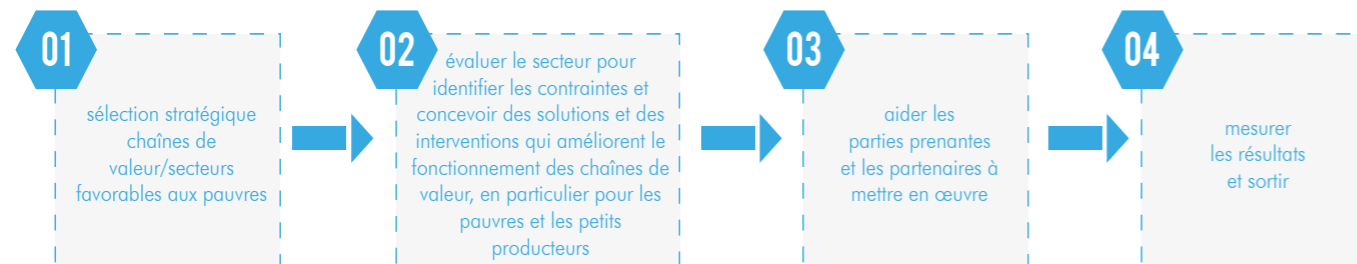 01
sélection stratégique
chaînes de
valeur/secteurs
favorables aux pauvres
02
évaluer le secteur pour
identifier les contraintes et
concevoir des solutions et des
interventions qui améliorent le
fonctionnement des chaînes de
valeur, en particulier pour les
pauvres et les petits
producteurs
03
aider les
parties prenantes
et les partenaires à
mettre en œuvre
04
mesurer
les résultats
et sortir